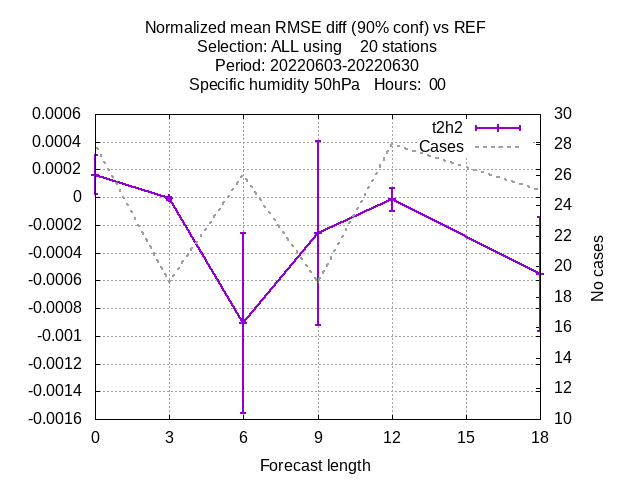 Normalized mean RMSE diff (90% conf) vs REF
Selection: ALL using    20 stations
Period: 20220603-20220630
Specific humidity 50hPa   Hours:  00
t2h2
Cases
0.0006
0.0004
0.0002
0
-0.0002
-0.0004
-0.0006
-0.0008
-0.001
-0.0012
-0.0014
-0.0016
30
28
26
24
22
20
18
16
14
12
10
No cases
0 3 6 9 12 15 18
Forecast length